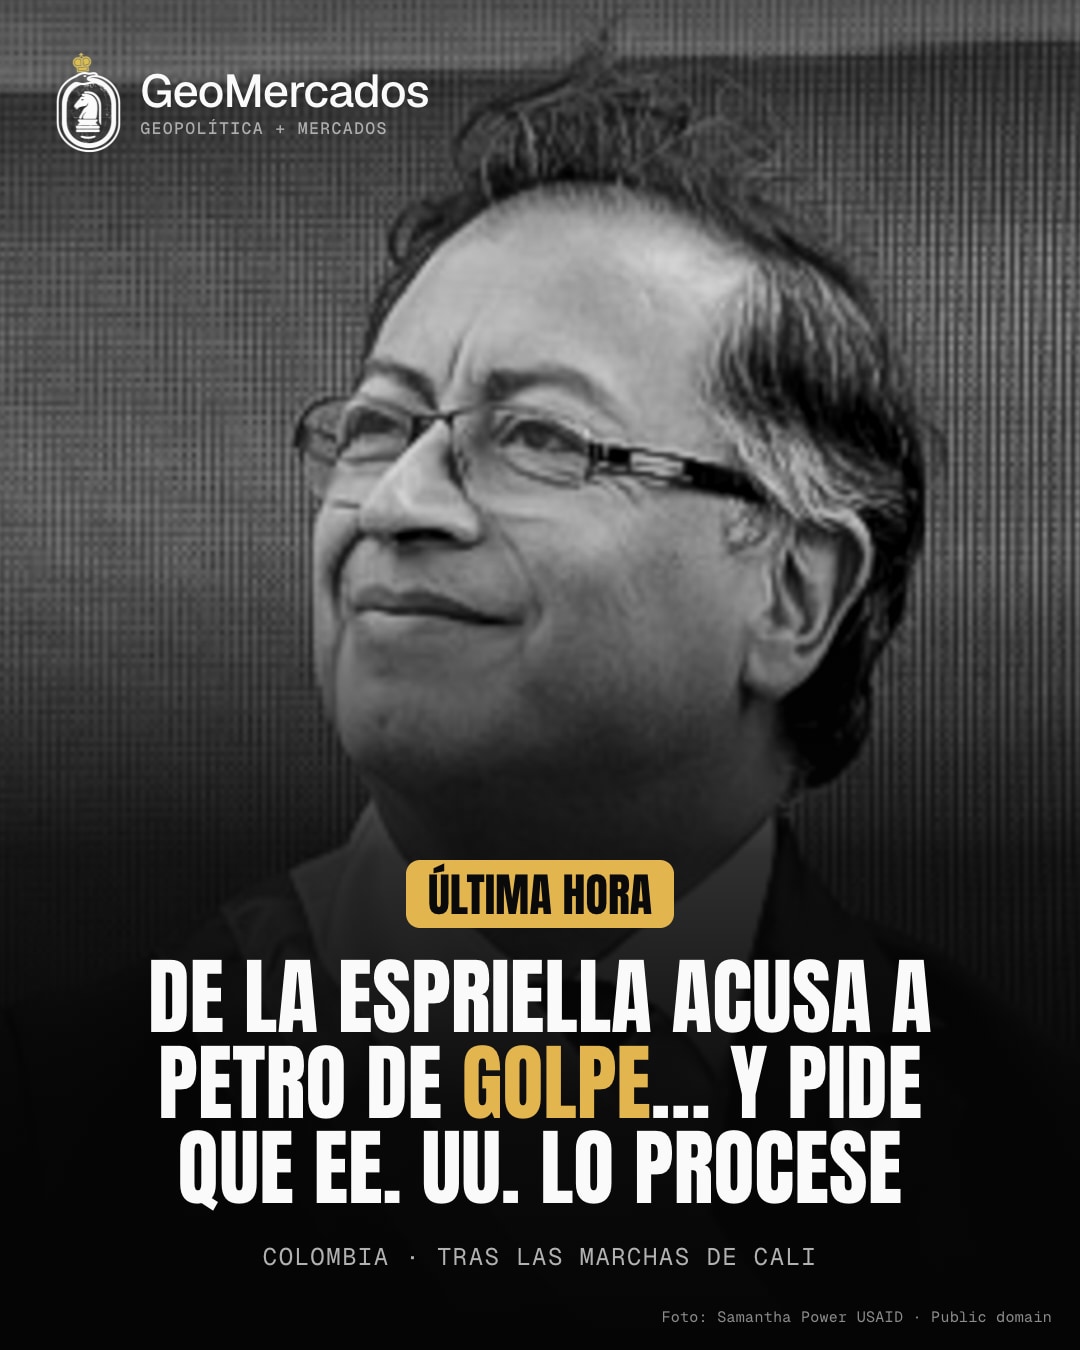 GeoMercados
GEOPOLÍTICA + MERCADOS
ÚLTIMA HORA
DE LA ESPRIELLA ACUSA A
PETRO DE GOLPE... Y PIDE
QUE EE. UU. LO PROCESE
COLOMBIA · TRAS LAS MARCHAS DE CALI
Foto: Samantha Power USAID · Public domain